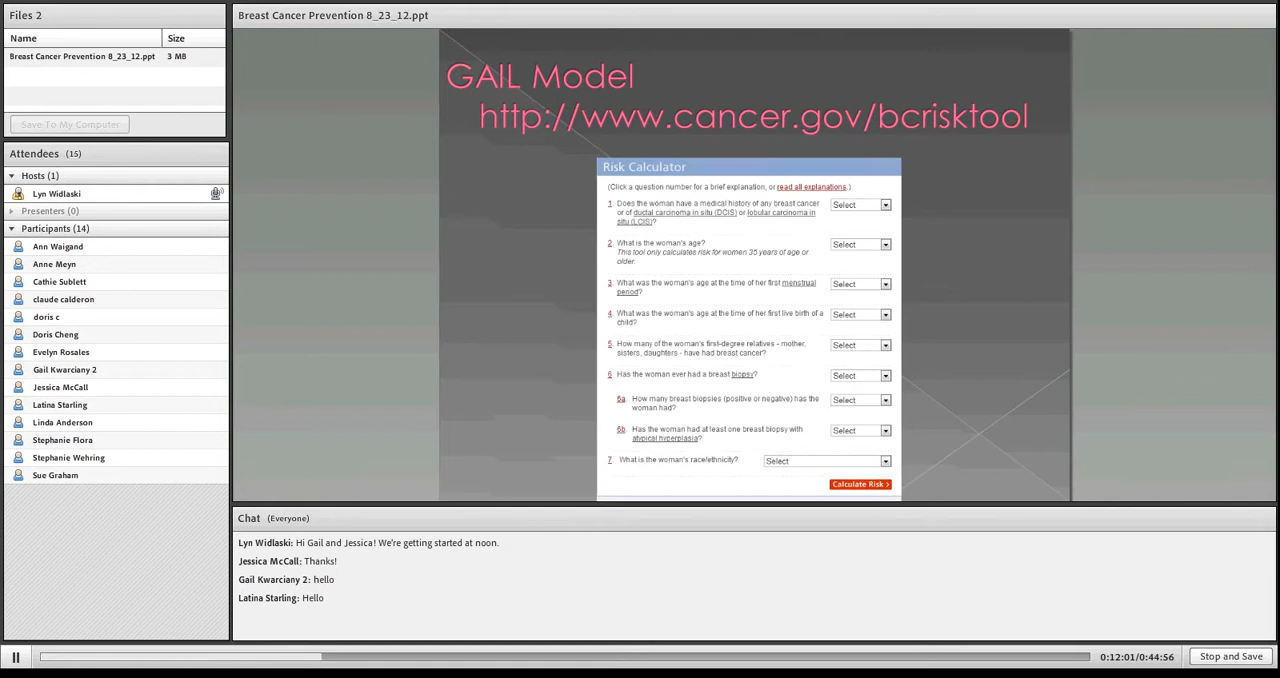 Files 2
Name Size
Breast Cancer Prevention 8_23_12.ppt 3 MB
Save To My Computer
Attendees (15)
Hosts (1)
Lyn Widlaski
Presenters (0)
Participants (14)
Ann Waigand
Anne Meyn
Cathie Sublett
claude calderon
doris c
Doris Cheng
Evelyn Rosales
Gail Kwarciany 2
Jessica McCall
Latina Starling
Linda Anderson
Stephanie Flora
Stephanie Wehring
Sue Graham
Breast Cancer Prevention 8_23_12.ppt
GAIL Model
http://www.cancer.gov/bcrisktool
Risk Calculator
(Click a question number for a brief explanation, or read all explanations.)
1. Does the woman have a medical history of any breast cancer Select
or of ductal carcinoma in situ (DCIS) or lobular carcinoma in
situ (LCIS)?
2. What is the woman's age? Select
This tool only calculates risk for women 35 years of age or
older.
3. What was the woman's age at the time of her first menstrual Select
period?
4. What was the woman's age at the time of her first live birth of a Select
child?
5. How many of the woman's first-degree relatives - mother, Select
sisters, daughters - have had breast cancer?
6. Has the woman ever had a breast biopsy? Select
6a. How many breast biopsies (positive or negative) has the Select
woman had?
6b. Has the woman had at least one breast biopsy with Select
atypical hyperplasia?
7. What is the woman's race/ethnicity? Select
Calculate Risk >
Chat (Everyone)
Lyn Widlaski: Hi Gail and Jessica! We're getting started at noon.
Jessica McCall: Thanks!
Gail Kwarciany 2: hello
Latina Starling: Hello
0:12:01/0:44:56 Stop and Save